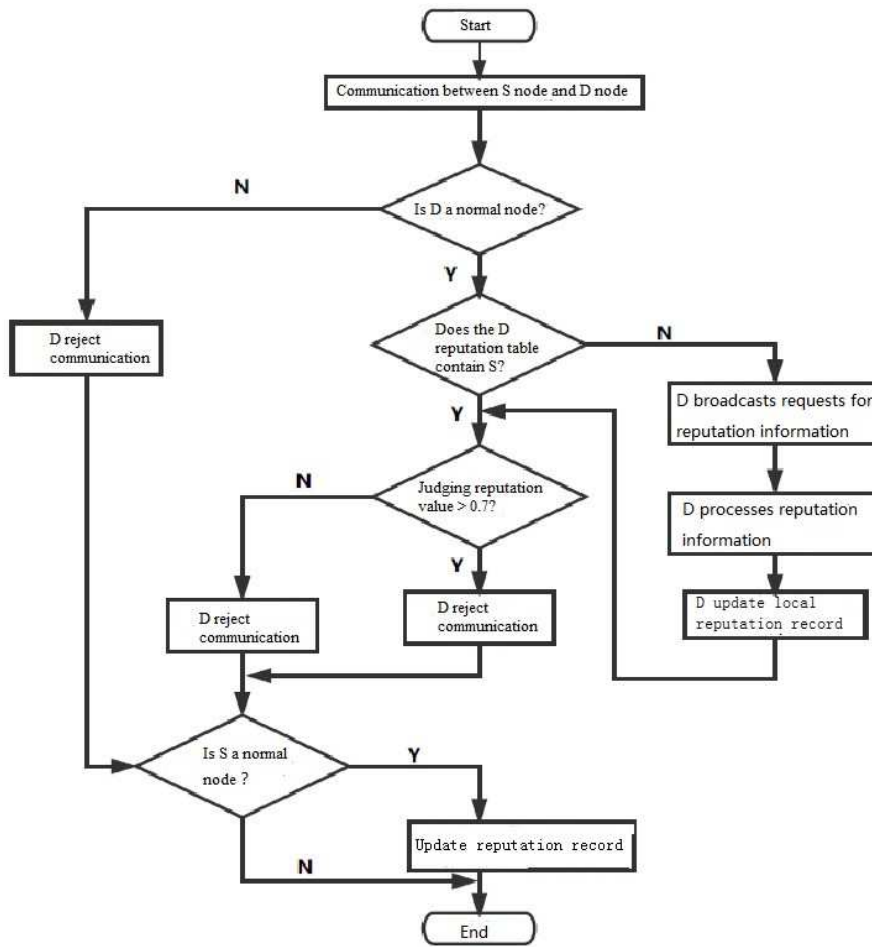 Start
Communication between S node and D node
N
Is D a normal node?
Y
D reject
communication
Does the D
reputation table
contain S?
N
Y
D broadcasts requests for
reputation information
N
Judging reputation
value > 0.7?
D processes reputation
information
Y
D reject
communication
D reject
communication
D update local
reputation record
Is S a normal
node ?
Y
Update reputation record
N
End